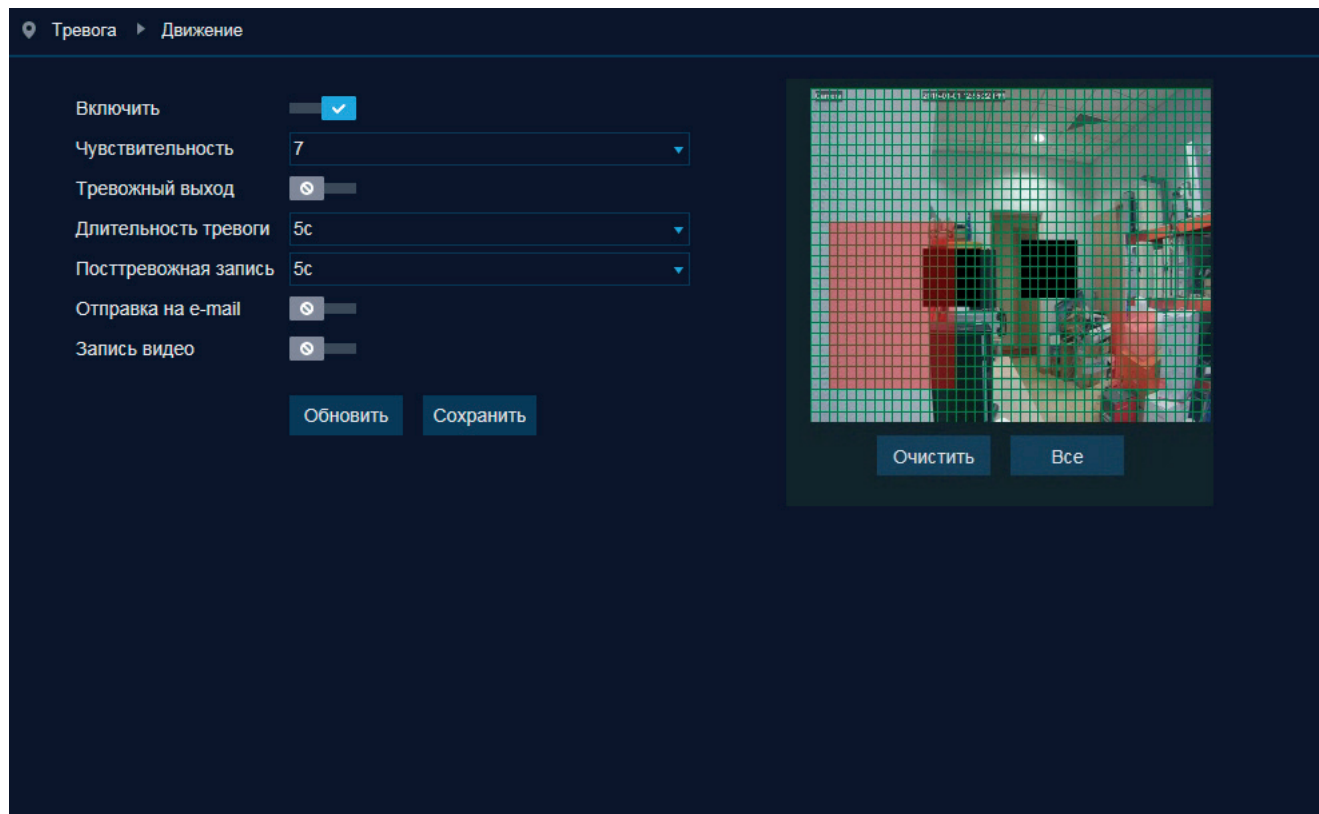 Тревога Движение
Включить
Чувствительность 7
Тревожный выход
Длительность тревоги 5с
Посттревожная запись 5с
Отправка на e-mail
Запись видео
Обновить Сохранить
Очистить Все